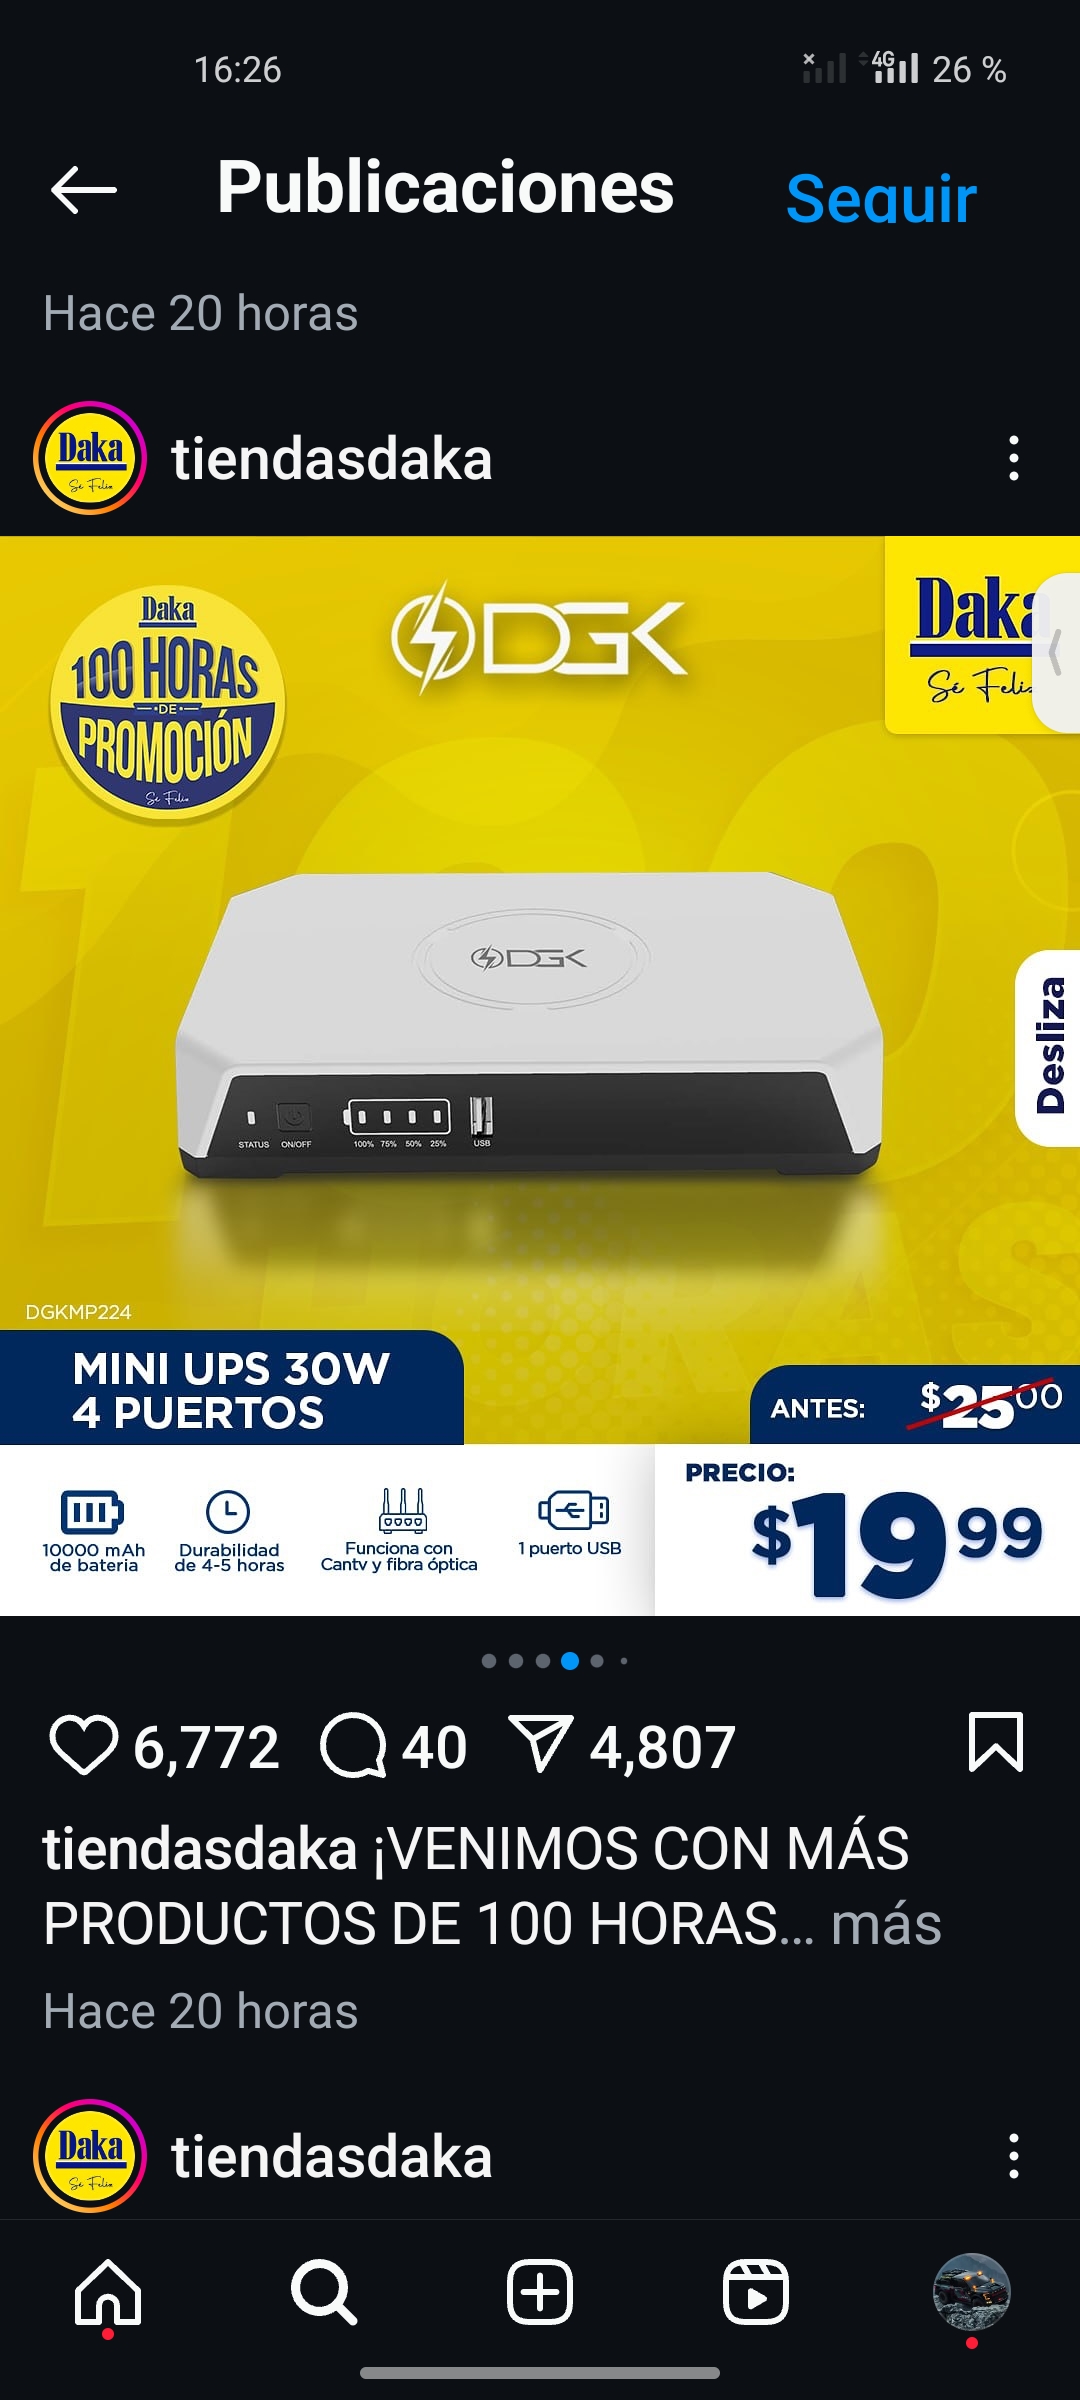 16:26
4G 26 %
Publicaciones
Seguir
Hace 20 horas
Daka
Sé Feliz
tiendasdaka
Daka
100 HORAS
DE
PROMOCIÓN
Sé Feliz
DGK
Daka
Sé Feliz
DGK
STATUS ON/OFF 100% 75% 50% 25% USB
Desliza
DGKMP224
MINI UPS 30W
4 PUERTOS
ANTES: $2500
10000 mAh
de bateria
Durabilidad
de 4-5 horas
Funciona con
Cantv y fibra óptica
1 puerto USB
PRECIO:
$19 99
6,772 40 4,807
tiendasdaka ¡VENIMOS CON MÁS
PRODUCTOS DE 100 HORAS... más
Hace 20 horas
Daka
Sé Feliz
tiendasdaka